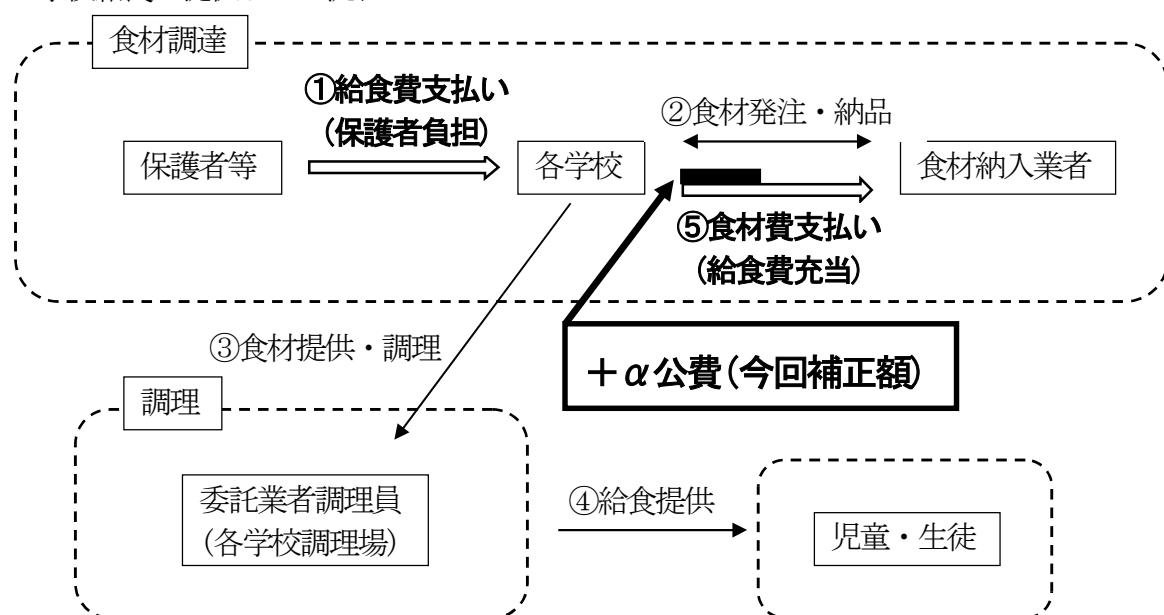 食材調達
①給食費支払い
(保護者負担)
②食材発注・納品
保護者等
各学校
食材納入業者
⑤食材費支払い
(給食費充当)
③食材提供・調理
＋α公費(今回補正額)
調理
委託業者調理員
(各学校調理場)
④給食提供
児童・生徒